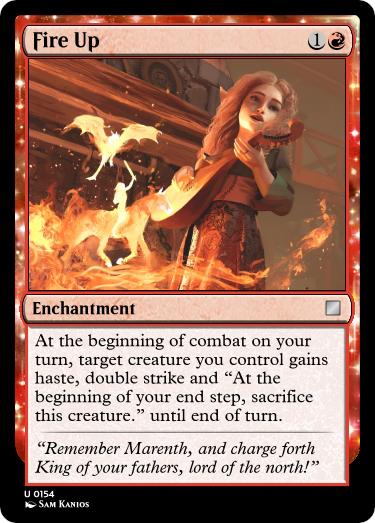 Fire Up 1
Enchantment
At the beginning of combat on your
turn, target creature you control gains
haste, double strike and “At the
beginning of your end step, sacrifice
this creature.” until end of turn.
“Remember Marenth, and charge forth
King of your fathers, lord of the north!”
U 0154
Sam Kanios